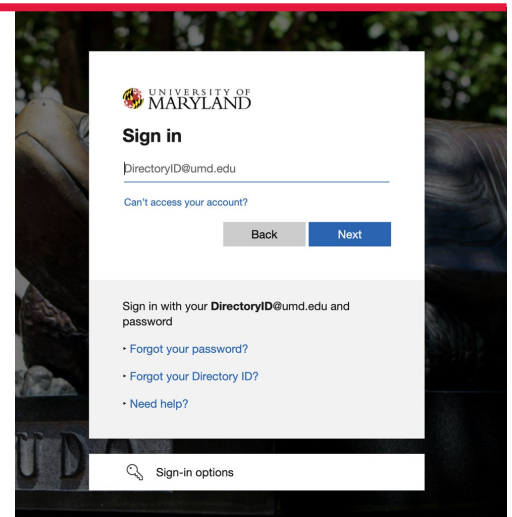 UNIVERSITY OF
MARYLAND
Sign in
DirectoryID@umd.edu
Can't access your account?
Back
Next
Sign in with your DirectoryID@umd.edu and
password
‣ Forgot your password?
‣ Forgot your Directory ID?
‣ Need help?
UDA
Sign-in options